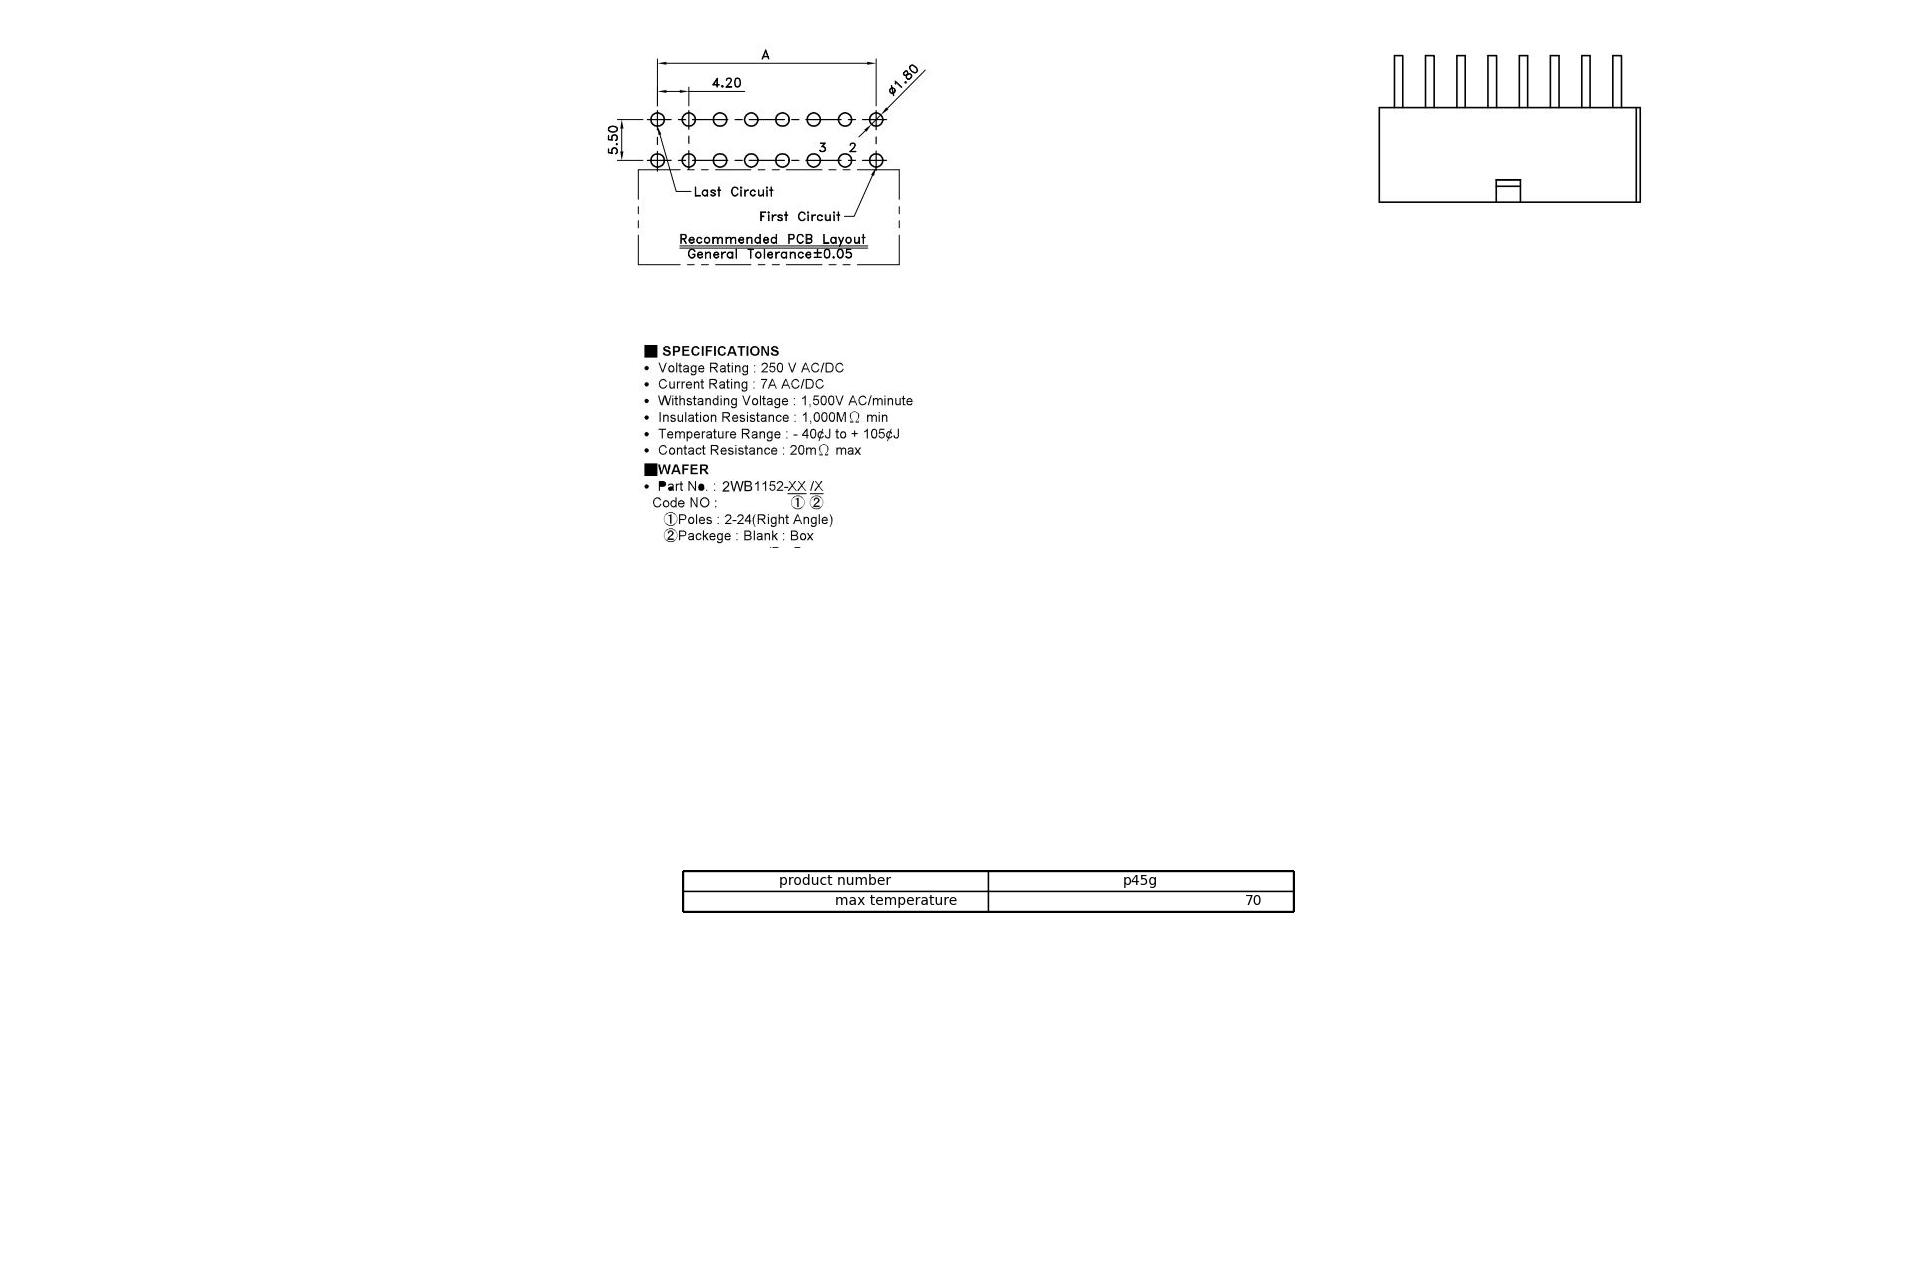 A
4.20
ø1.80
5.50
3 2
Last Circuit
First Circuit
Recommended PCB Layout
General Tolerance±0.05
■ SPECIFICATIONS
• Voltage Rating : 250 V AC/DC
• Current Rating : 7A AC/DC
• Withstanding Voltage : 1,500V AC/minute
• Insulation Resistance : 1,000MΩ min
• Temperature Range : - 40¢J to + 105¢J
• Contact Resistance : 20mΩ max
■WAFER
• Part No. : 2WB1152-XX /X
Code NO : ① ②
①Poles : 2-24(Right Angle)
②Packege : Blank : Box
product number p45g
max temperature 70